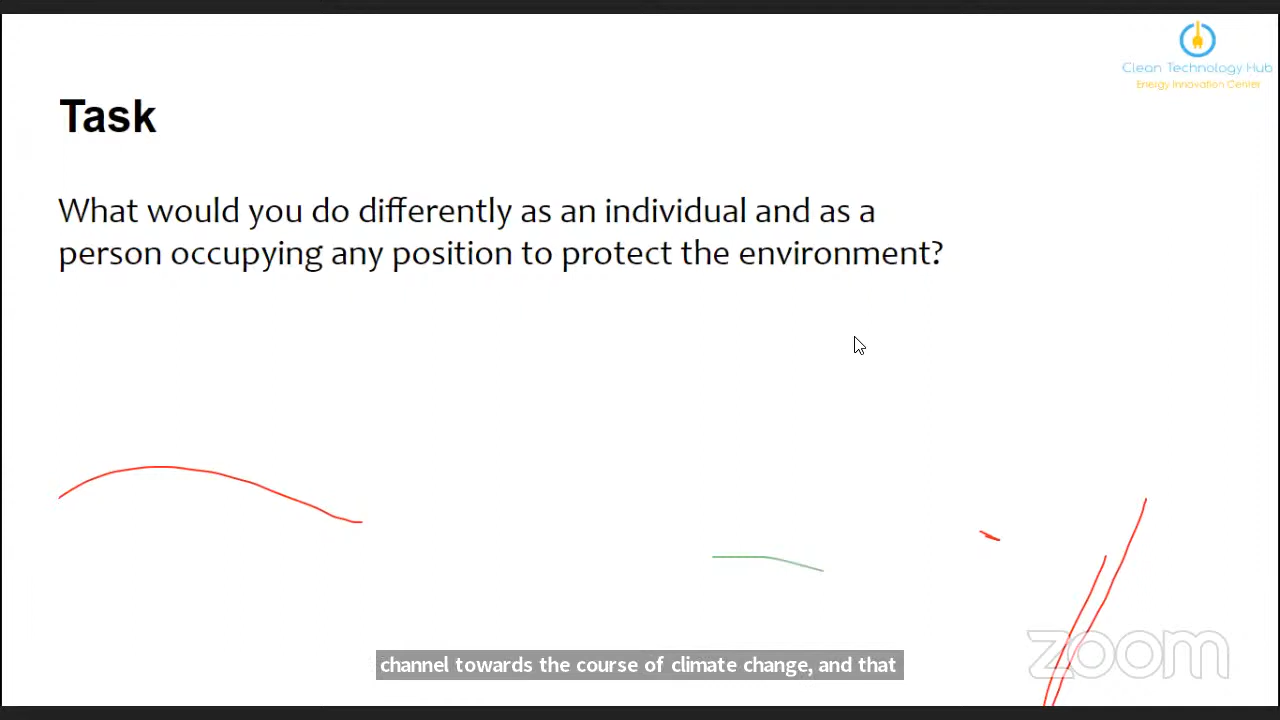 Clean Technology Hub
Energy Innovation Center
Task
What would you do differently as an individual and as a
person occupying any position to protect the environment?
zoom
channel towards the course of climate change, and that